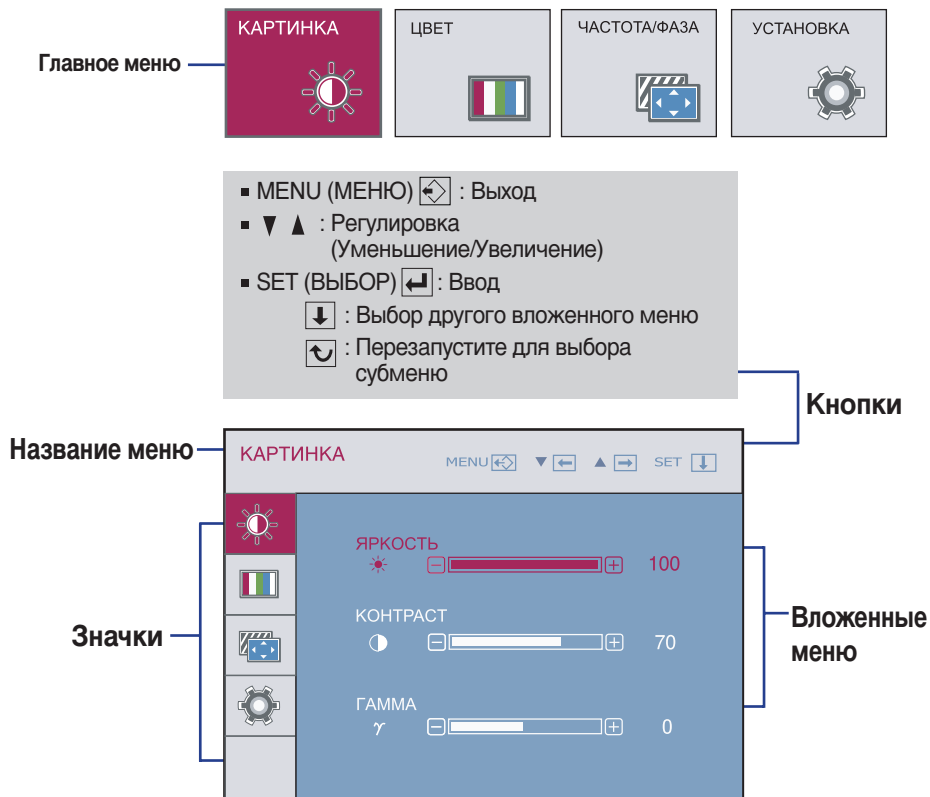 КАРТИНКА
ЦВЕТ
ЧАСТОТА/ФАЗА
УСТАНОВКА
Главное меню
MENU (МЕНЮ) : Выход
▼ ▲ : Регулировка
(Уменьшение/Увеличение)
SET (ВЫБОР) : Ввод
: Выбор другого вложенного меню
: Перезапустите для выбора
субменю
Кнопки
Название меню
КАРТИНКА
MENU ▼ ▲ SET
ЯРКОСТЬ
100
КОНТРАСТ
70
ГАММА
γ 0
Значки
Вложенные
меню